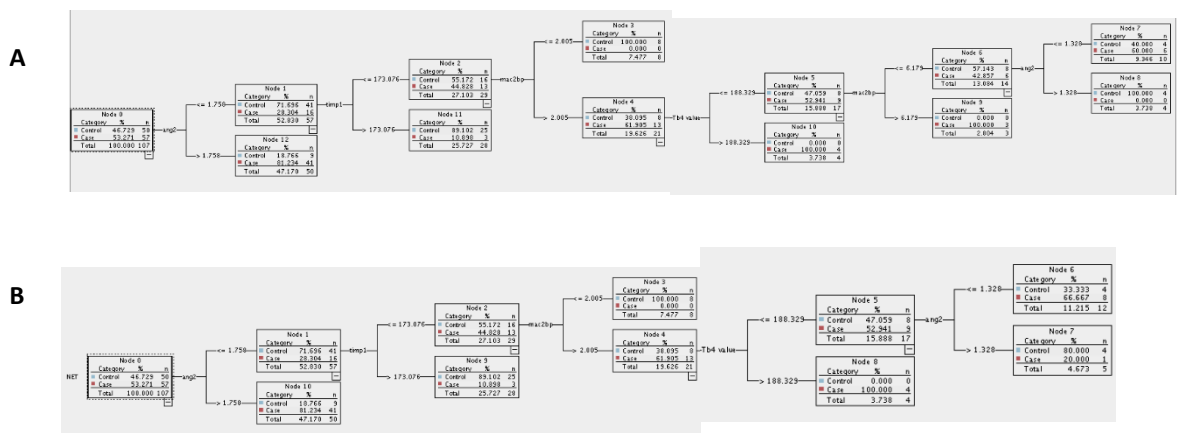 A
Node 0
Category % n
Control 46.729 50
Case 53.271 57
Total 100.000 107
ang2
<= 1.758
> 1.758
Node 1
Category % n
Control 71.696 41
Case 28.304 16
Total 52.830 57
Node 12
Category % n
Control 18.766 9
Case 81.234 41
Total 47.170 50
timp1
<= 173.076
> 173.076
Node 2
Category % n
Control 55.172 16
Case 44.828 13
Total 27.103 29
Node 11
Category % n
Control 89.102 25
Case 10.898 3
Total 25.727 28
mac2bp
<= 2.005
> 2.005
Node 3
Category % n
Control 100.000 8
Case 0.000 0
Total 7.477 8
Node 4
Category % n
Control 38.095 8
Case 61.905 13
Total 19.626 21
Tb4 value
<= 188.329
> 188.329
Node 5
Category % n
Control 47.059 8
Case 52.941 9
Total 15.888 17
Node 10
Category % n
Control 0.000 0
Case 100.000 4
Total 3.738 4
mac2bp
<= 6.179
> 6.179
Node 6
Category % n
Control 57.143 8
Case 42.857 6
Total 13.084 14
Node 9
Category % n
Control 0.000 0
Case 100.000 3
Total 2.804 3
ang2
<= 1.328
> 1.328
Node 7
Category % n
Control 40.000 4
Case 60.000 6
Total 9.346 10
Node 8
Category % n
Control 100.000 4
Case 0.000 0
Total 3.738 4
B
NET
Node 0
Category % n
Control 46.729 50
Case 53.271 57
Total 100.000 107
ang2
<= 1.758
> 1.758
Node 1
Category % n
Control 71.696 41
Case 28.304 16
Total 52.830 57
Node 10
Category % n
Control 18.766 9
Case 81.234 41
Total 47.170 50
timp1
<= 173.076
> 173.076
Node 2
Category % n
Control 55.172 16
Case 44.828 13
Total 27.103 29
Node 9
Category % n
Control 89.102 25
Case 10.898 3
Total 25.727 28
mac2bp
<= 2.005
> 2.005
Node 3
Category % n
Control 100.000 8
Case 0.000 0
Total 7.477 8
Node 4
Category % n
Control 38.095 8
Case 61.905 13
Total 19.626 21
Tb4 value
<= 188.329
> 188.329
Node 5
Category % n
Control 47.059 8
Case 52.941 9
Total 15.888 17
Node 8
Category % n
Control 0.000 0
Case 100.000 4
Total 3.738 4
ang2
<= 1.328
> 1.328
Node 6
Category % n
Control 33.333 4
Case 66.667 8
Total 11.215 12
Node 7
Category % n
Control 80.000 4
Case 20.000 1
Total 4.673 5